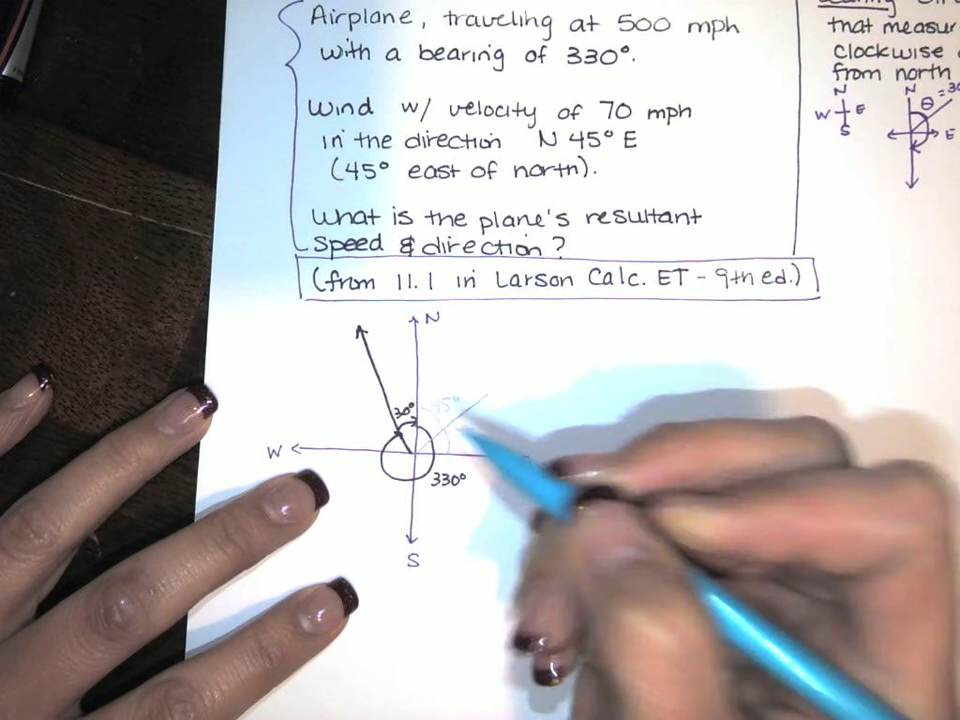 Airplane, traveling at 500 mph
with a bearing of 330°.
Wind w/ velocity of 70 mph
in the direction N 45° E
(45° east of north).
What is the plane's resultant
speed & direction?
(from 11.1 in Larson Calc. ET - 9th ed.)
that measur
clockwise
from north
N
W E
S
N
θ = 30
E
N
30° 45°
W
330°
S